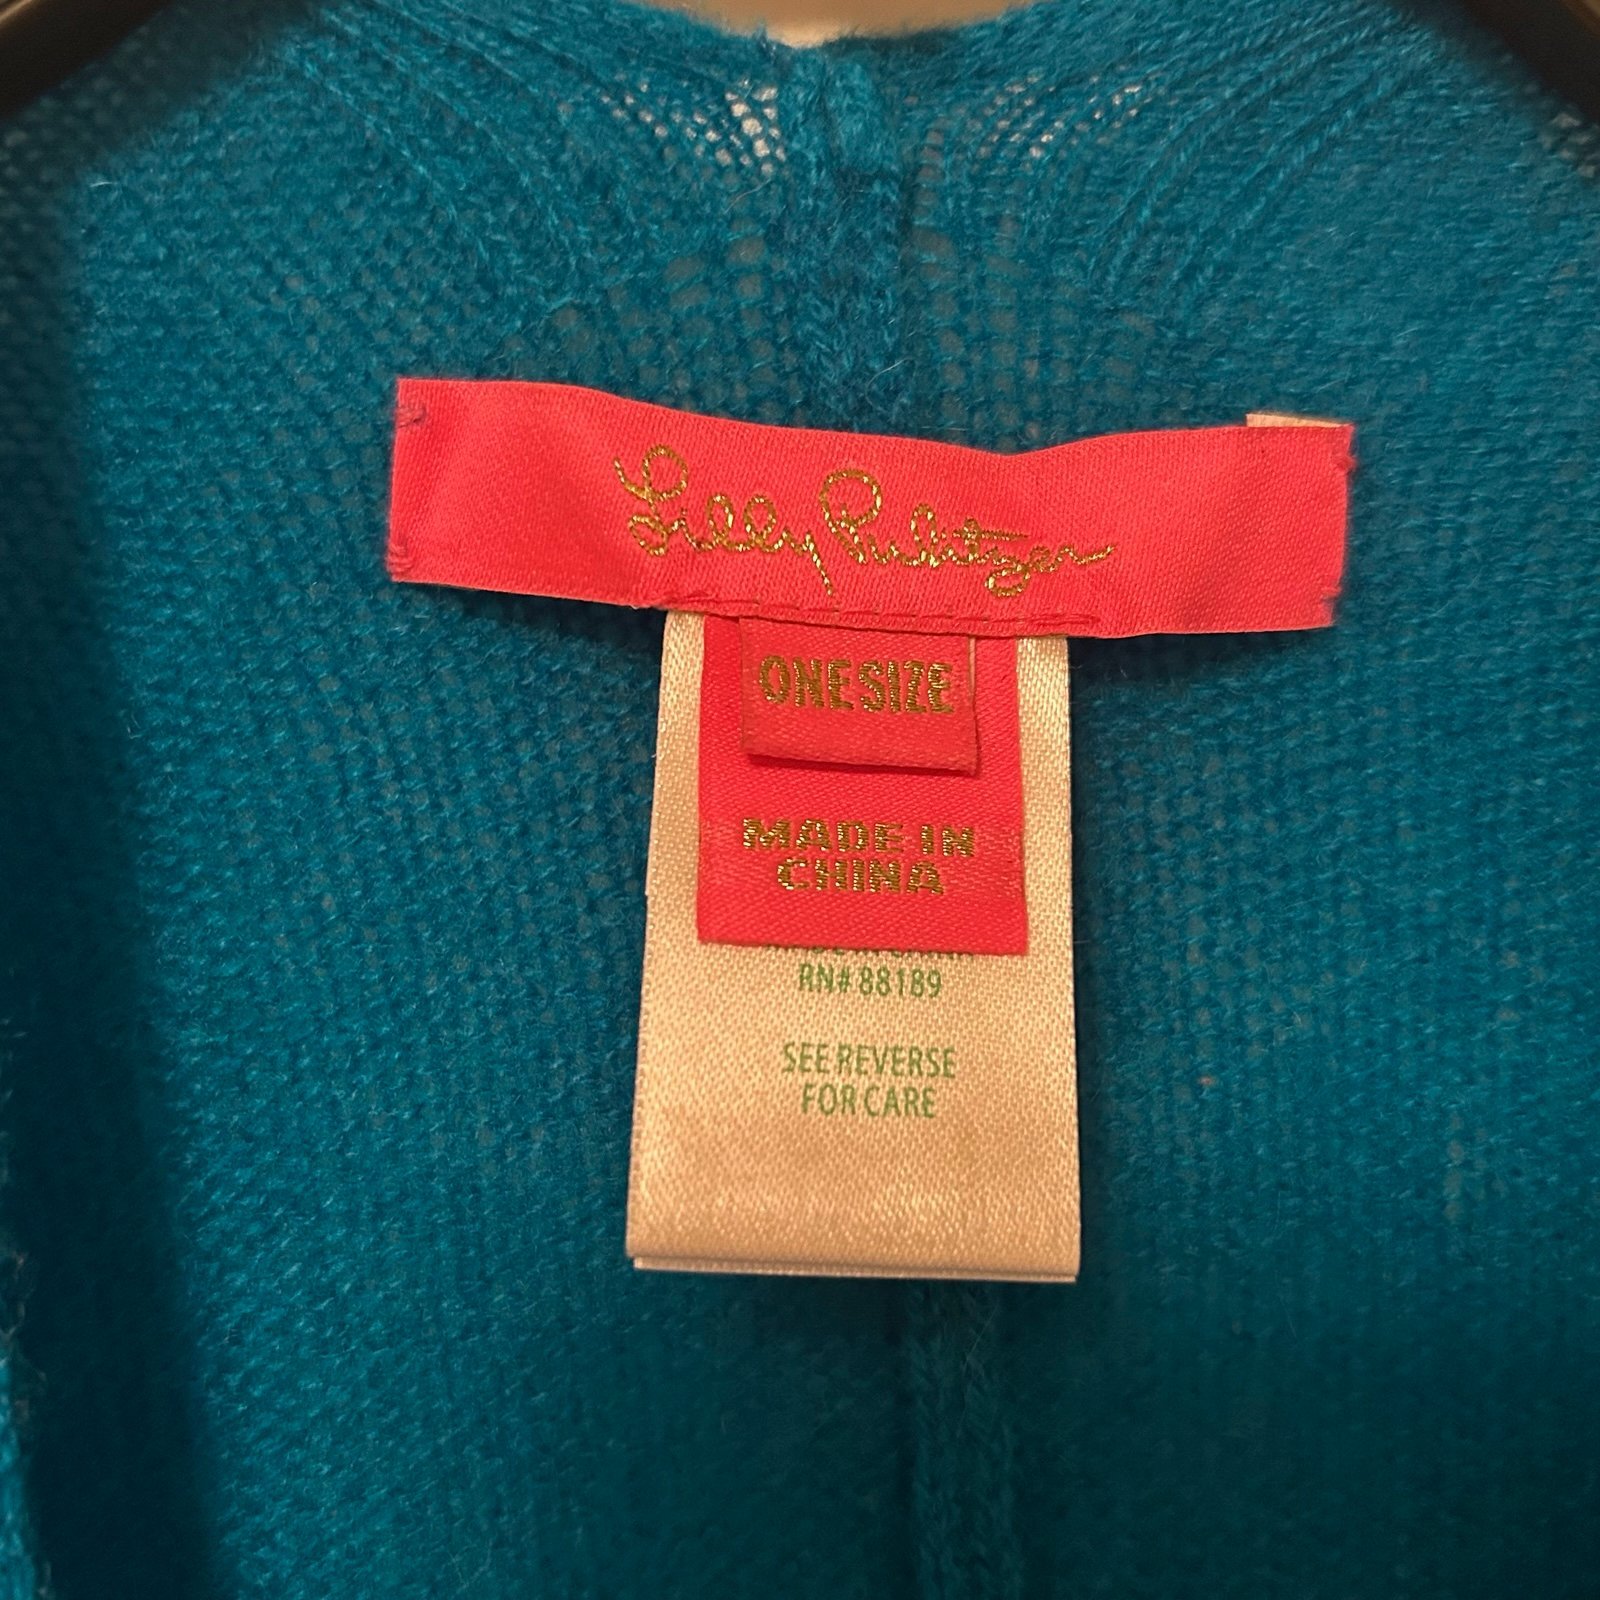 Lilly Pulitzer
ONE SIZE
MADE IN
CHINA
RN# 88189
SEE REVERSE
FOR CARE